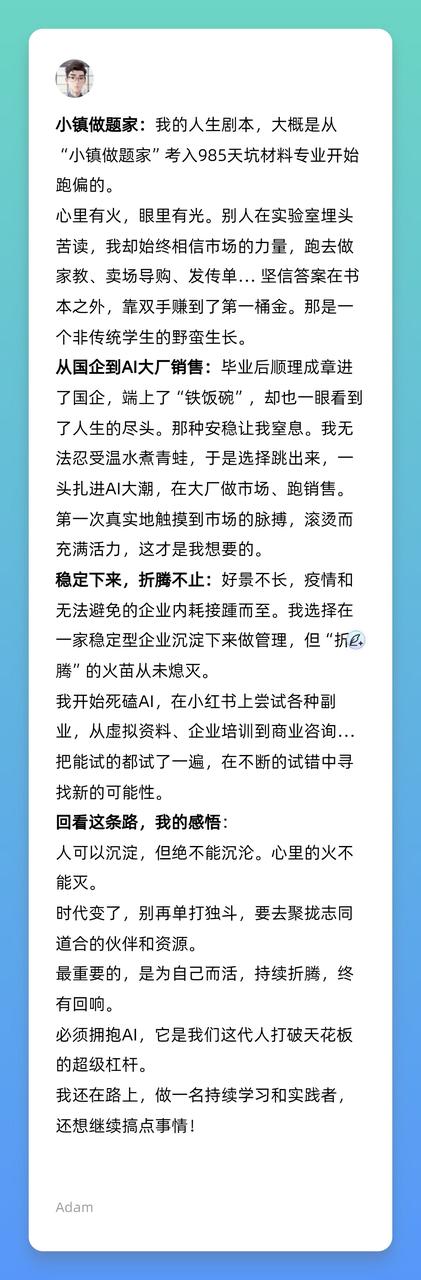 小镇做题家：我的人生剧本，大概是从
“小镇做题家”考入985天坑材料专业开始
跑偏的。
心里有火，眼里有光。别人在实验室埋头
苦读，我却始终相信市场的力量，跑去做
家教、卖场导购、发传单... 坚信答案在书
本之外，靠双手赚到了第一桶金。那是一
个非传统学生的野蛮生长。
从国企到AI大厂销售：毕业后顺理成章进
了国企，端上了“铁饭碗”，却也一眼看到
了人生的尽头。那种安稳让我窒息。我无
法忍受温水煮青蛙，于是选择跳出来，一
头扎进AI大潮，在大厂做市场、跑销售。
第一次真实地触摸到市场的脉搏，滚烫而
充满活力，这才是我想要的。
稳定下来，折腾不止：好景不长，疫情和
无法避免的企业内耗接踵而至。我选择在
一家稳定型企业沉淀下来做管理，但“折
腾”的火苗从未熄灭。
我开始死磕AI，在小红书上尝试各种副
业，从虚拟资料、企业培训到商业咨询...
把能试的都试了一遍，在不断的试错中寻
找新的可能性。
回看这条路，我的感悟：
人可以沉淀，但绝不能沉沦。心里的火不
能灭。
时代变了，别再单打独斗，要去聚拢志同
道合的伙伴和资源。
最重要的，是为自己而活，持续折腾，终
有回响。
必须拥抱AI，它是我们这代人打破天花板
的超级杠杆。
我还在路上，做一名持续学习和实践者，
还想继续搞点事情！
Adam